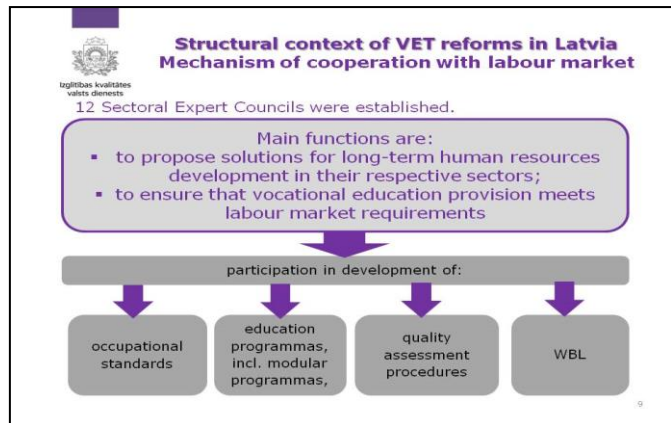 Structural context of VET reforms in Latvia
Mechanism of cooperation with labour market
Izglītības kvalitātes
valsts dienests
12 Sectoral Expert Councils were established.
Main functions are:
▪ to propose solutions for long-term human resources
development in their respective sectors;
▪ to ensure that vocational education provision meets
labour market requirements
participation in development of:
occupational
standards
education
programmas,
incl. modular
programmas,
quality
assessment
procedures
WBL
9